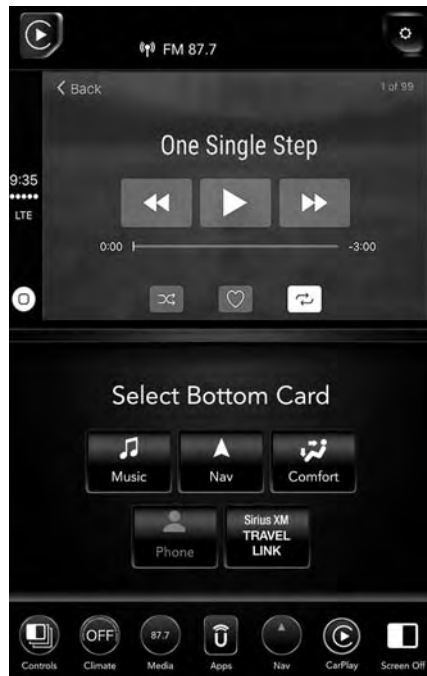 FM 87.7
Back
1 of 99
One Single Step
9:35
LTE
0:00
-3:00
Select Bottom Card
Music
Nav
Comfort
Phone
Sirius XM
TRAVEL
LINK
OFF
87.7
Controls
Climate
Media
Apps
Nav
CarPlay
Screen Off